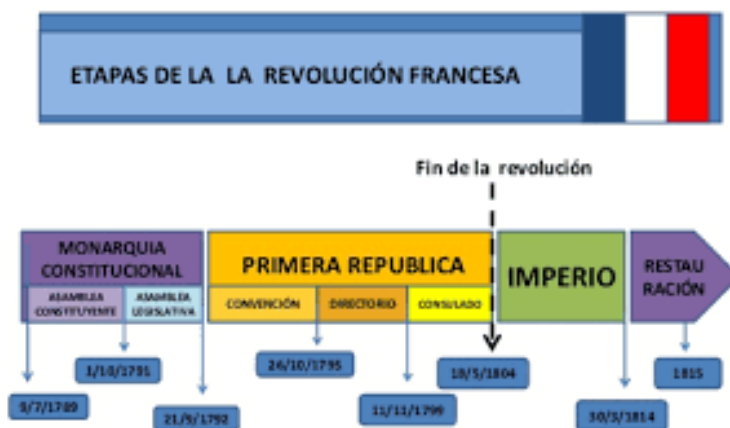 ETAPAS DE LA LA REVOLUCIÓN FRANCESA
Fin de la revolución
MONARQUIA
CONSTITUCIONAL
ASAMBLEA
CONSTITUYENTE
ASAMBLEA
LEGISLATIVA
PRIMERA REPUBLICA
CONVENCIÓN
DIRECTORIO
CONSULADO
IMPERIO
RESTAU
RACIÓN
9/7/1789
1/10/1791
21/9/1792
26/10/1795
11/11/1799
18/5/1804
30/3/1814
1815